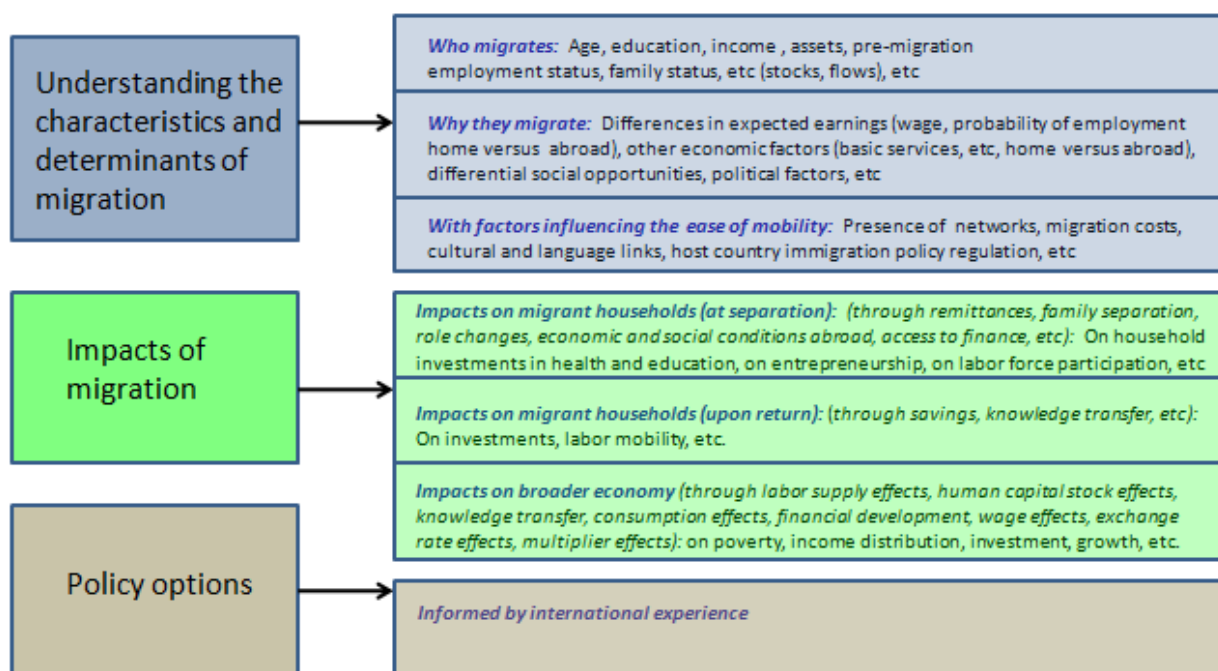 Understanding the
characteristics and
determinants of
migration
Who migrates: Age, education, income , assets, pre-migration
employment status, family status, etc (stocks, flows), etc
Why they migrate: Differences in expected earnings (wage, probability of employment
home versus abroad), other economic factors (basic services, etc, home versus abroad),
differential social opportunities, political factors, etc
With factors influencing the ease of mobility: Presence of networks, migration costs,
cultural and language links, host country immigration policy regulation, etc
Impacts of
migration
Impacts on migrant households (at separation): (through remittances, family separation,
role changes, economic and social conditions abroad, access to finance, etc): On household
investments in health and education, on entrepreneurship, on labor force participation, etc
Impacts on migrant households (upon return): (through savings, knowledge transfer, etc):
On investments, labor mobility, etc.
Impacts on broader economy (through labor supply effects, human capital stock effects,
knowledge transfer, consumption effects, financial development, wage effects, exchange
rate effects, multiplier effects): on poverty, income distribution, investment, growth, etc.
Policy options
Informed by international experience